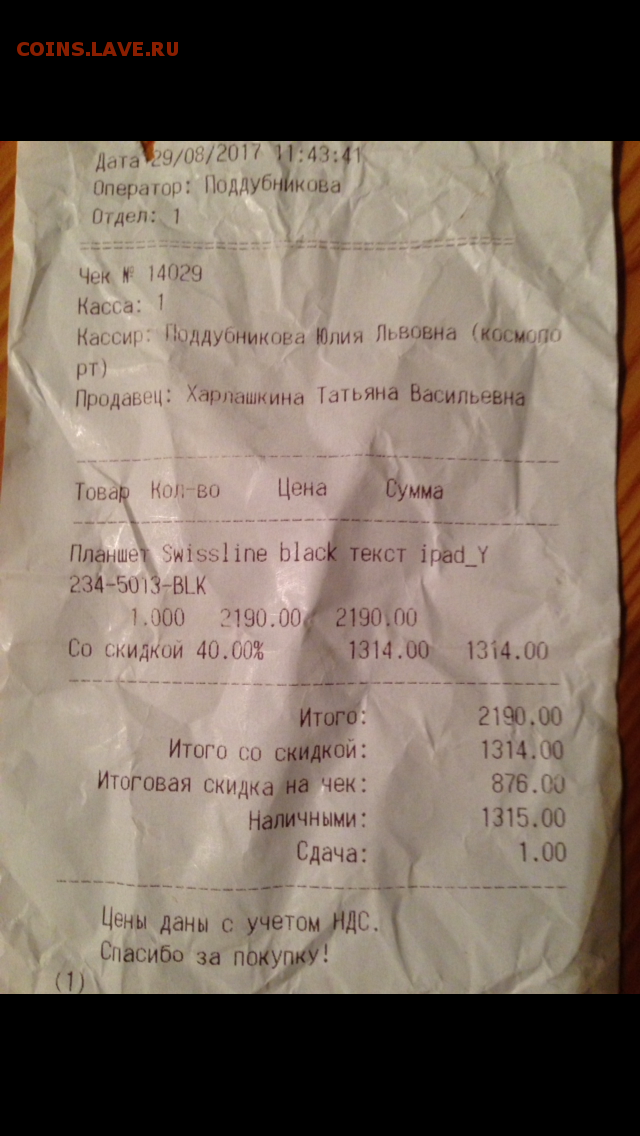 COINS.LAVE.RU
Дата 29/08/2017 11:43:41
Оператор: Поддубникова
Отдел: 1
Чек № 14029
Касса: 1
Кассир: Поддубникова Юлия Львовна (космопо
рт)
Продавец: Харлашкина Татьяна Васильевна
Товар Кол-во Цена Сумма
Планшет Swissline black текст ipad_Y
234-5013-BLK
1.000 2190.00 2190.00
Со скидкой 40.00% 1314.00 1314.00
Итого: 2190.00
Итого со скидкой: 1314.00
Итоговая скидка на чек: 876.00
Наличными: 1315.00
Сдача: 1.00
Цены даны с учетом НДС.
Спасибо за покупку!
(1)